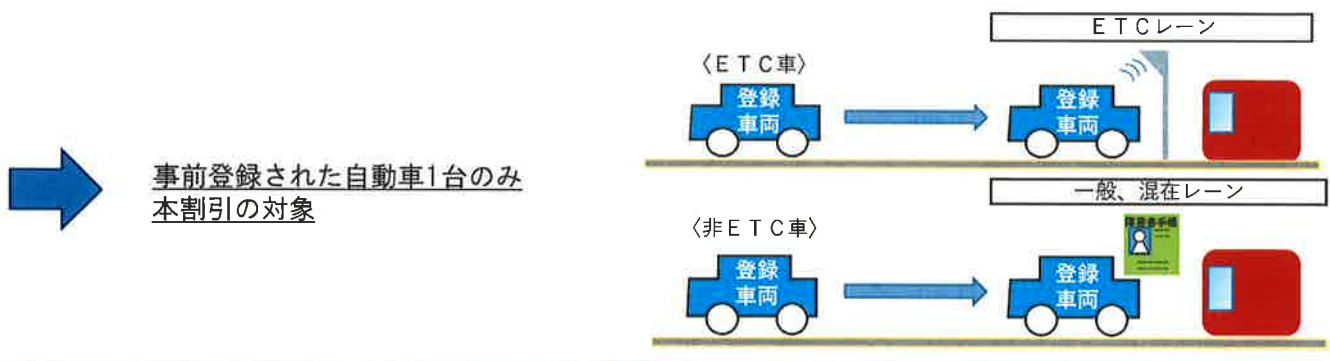 事前登録された自動車1台のみ
本割引の対象
ＥＴＣレーン
〈ＥＴＣ車〉
登録
車両
登録
車両
一般、混在レーン
〈非ＥＴＣ車〉
登録
車両
登録
車両
障害者手帳